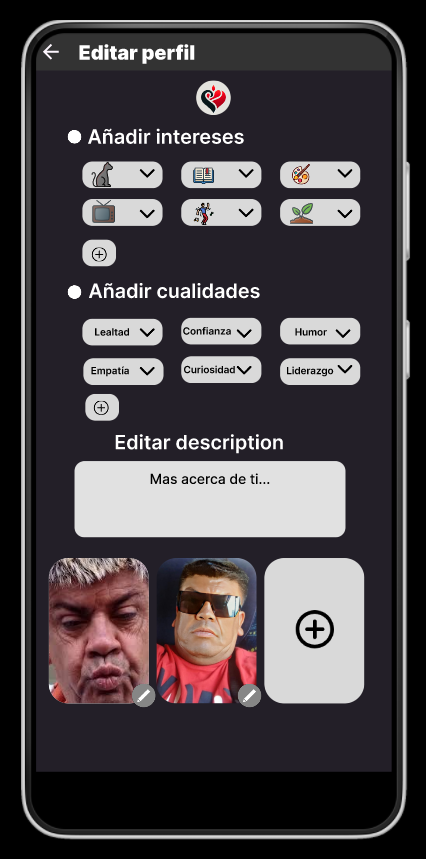 Editar perfil
Añadir intereses
Añadir cualidades
Lealtad Confianza Humor
Empatía Curiosidad Liderazgo
Editar description
Mas acerca de ti...